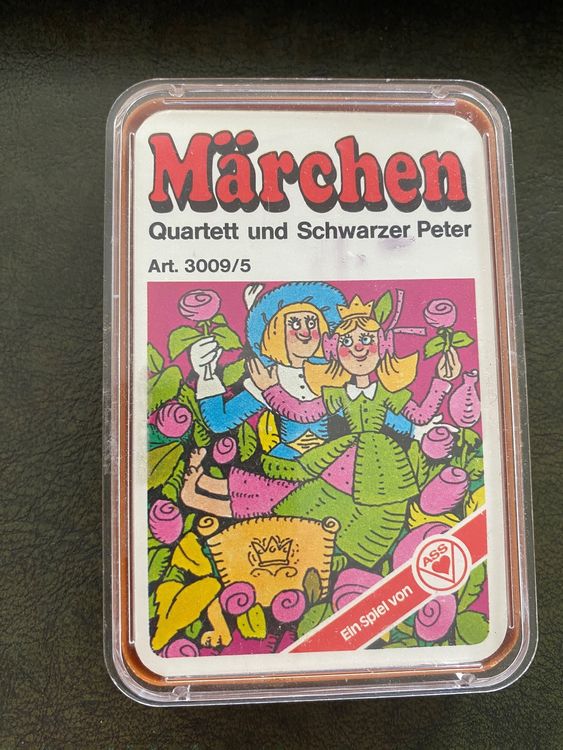 Märchen
Quartett und Schwarzer Peter
Art. 3009/5
Ein Spiel von
ASS